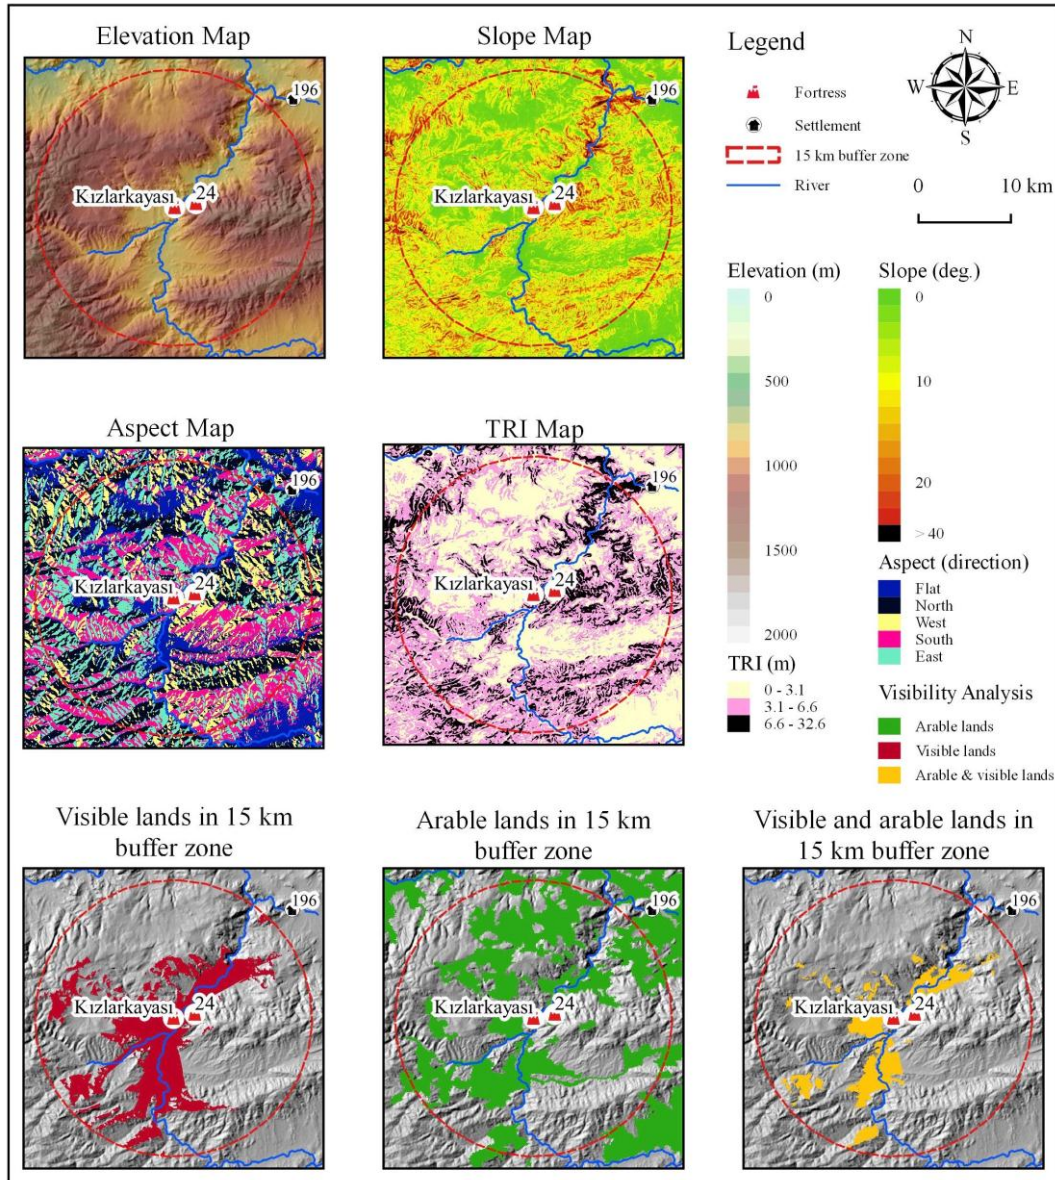 Elevation Map
196
Kızlarkayası
24
Slope Map
196
Kızlarkayası
24
Legend
Fortress
Settlement
15 km buffer zone
River
N
W
E
S
0
10 km
Elevation (m)
0
500
1000
1500
2000
Slope (deg.)
0
10
20
> 40
Aspect (direction)
Flat
North
West
South
East
TRI (m)
0 - 3.1
3.1 - 6.6
6.6 - 32.6
Visibility Analysis
Arable lands
Visible lands
Arable & visible lands
Aspect Map
196
Kızlarkayası
24
TRI Map
196
Kızlarkayası
24
Visible lands in 15 km
buffer zone
196
Kızlarkayası
24
Arable lands in 15 km
buffer zone
196
Kızlarkayası
24
Visible and arable lands in
15 km buffer zone
196
Kızlarkayası
24